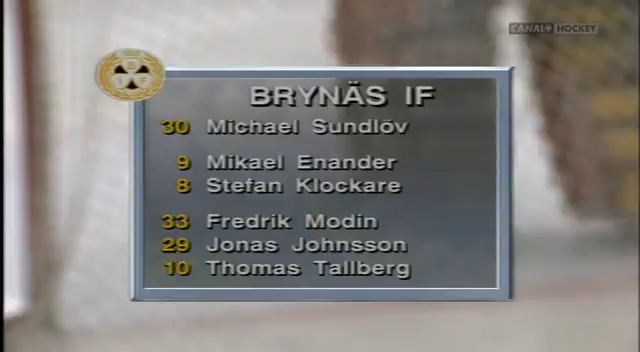 CANAL+ HOCKEY
B
I F
BRYNÄS IF
30 Michael Sundlöv
9 Mikael Enander
8 Stefan Klockare
33 Fredrik Modin
29 Jonas Johnsson
10 Thomas Tallberg